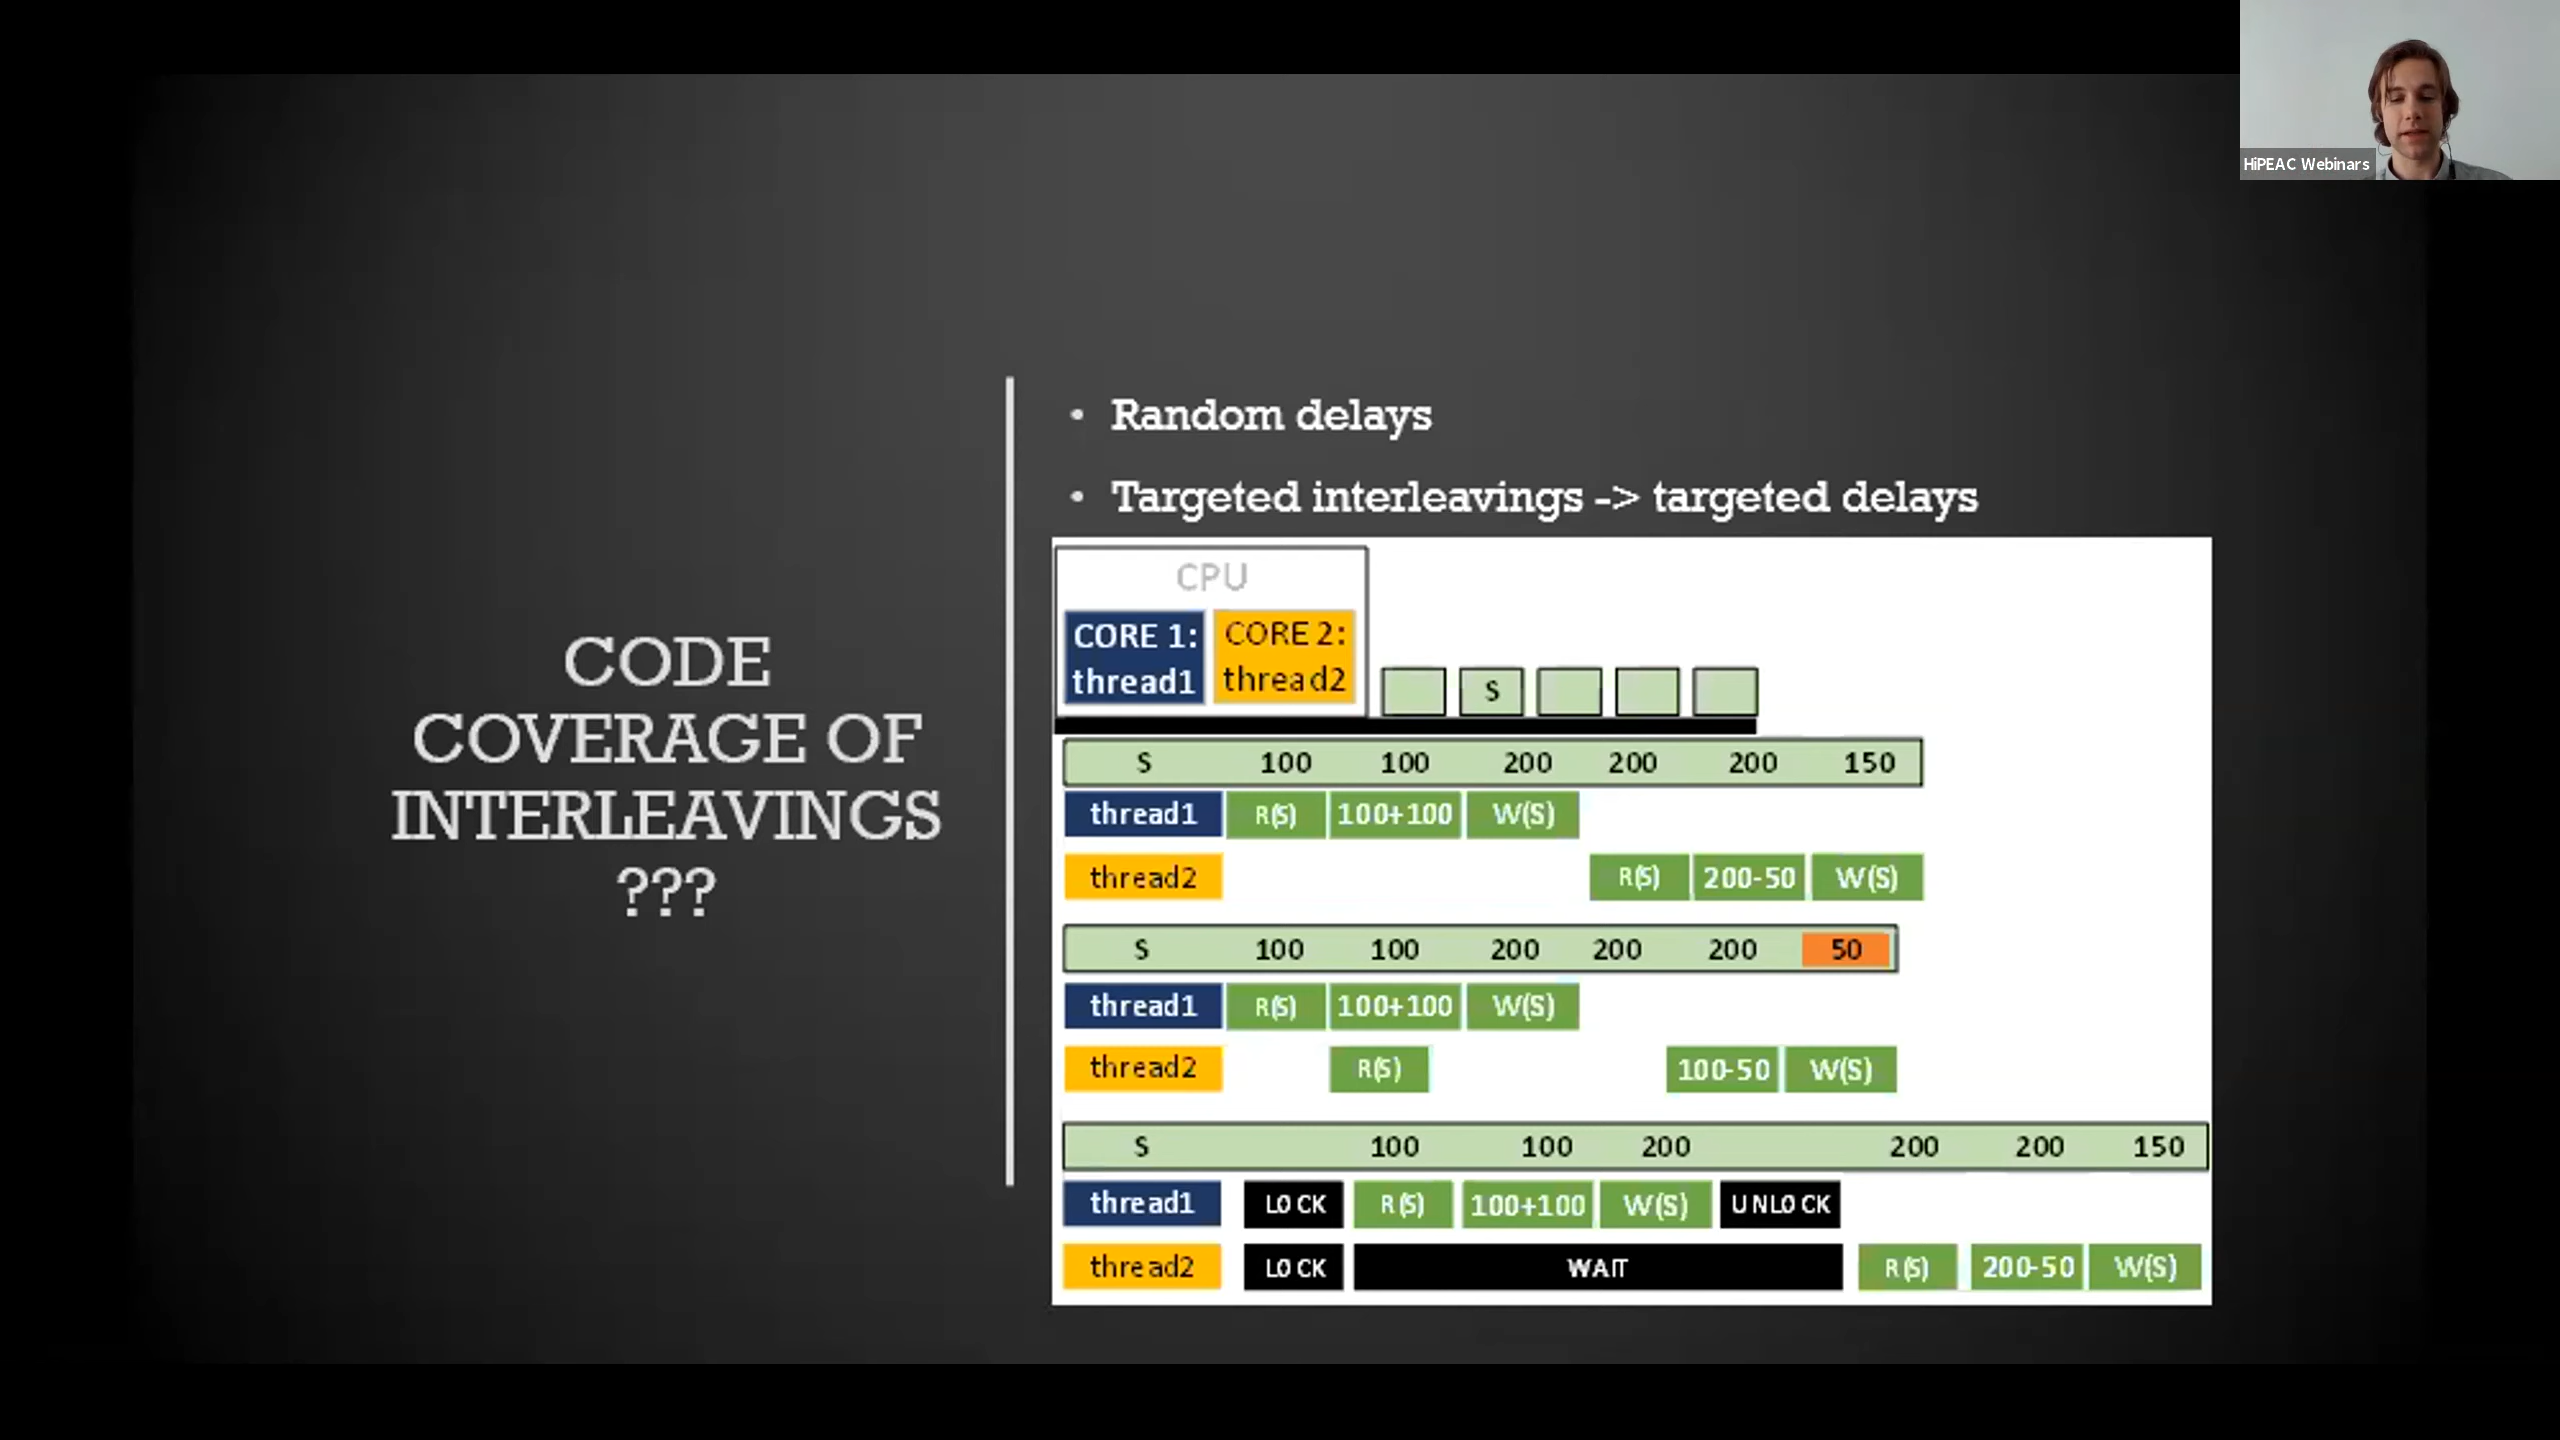 HiPEAC Webinars
CODE
COVERAGE OF
INTERLEAVINGS
???
• Random delays
• Targeted interleavings -> targeted delays
CPU
CORE 1:
thread1
CORE 2:
thread2
S
S 100 100 200 200 200 150
thread1 R(S) 100+100 W(S)
thread2 R(S) 200-50 W(S)
S 100 100 200 200 200 50
thread1 R(S) 100+100 W(S)
thread2 R(S) 100-50 W(S)
S 100 100 200 200 200 150
thread1 LOCK R(S) 100+100 W(S) UNLOCK
thread2 LOCK WAIT R(S) 200-50 W(S)